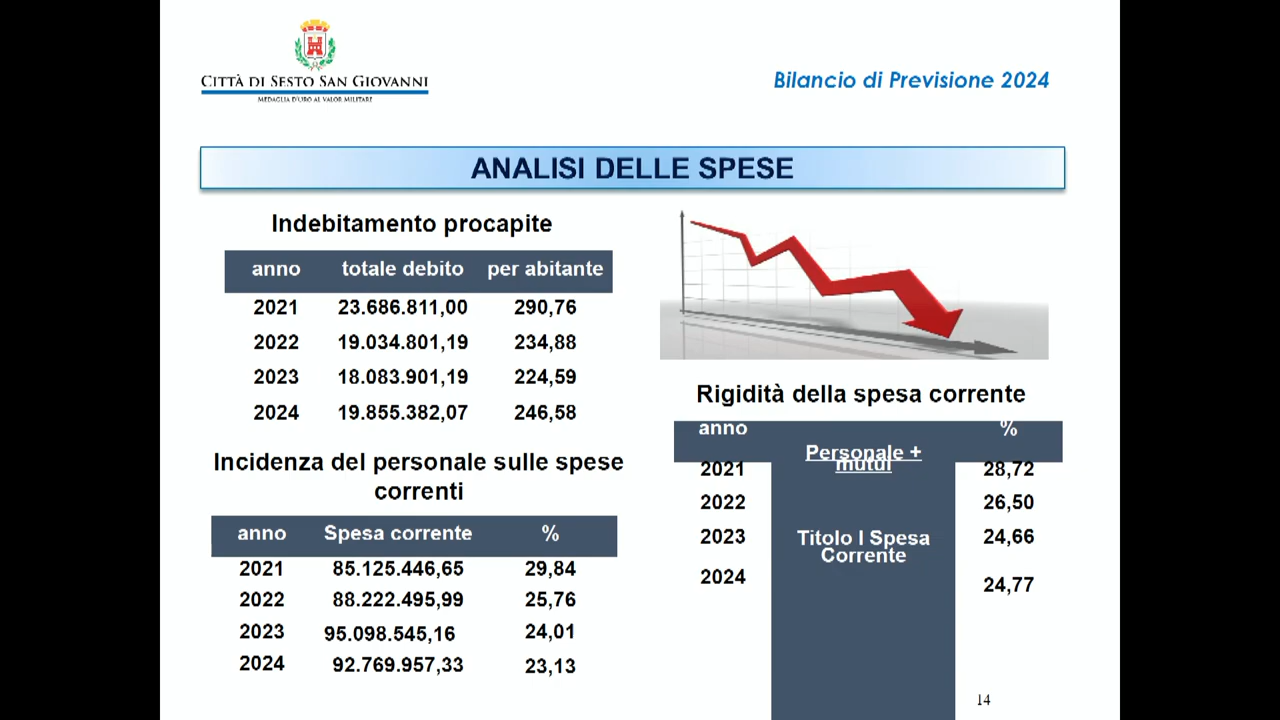 CITTÀ DI SESTO SAN GIOVANNI
MEDAGLIA D'ORO AL VALOR MILITARE
Bilancio di Previsione 2024
ANALISI DELLE SPESE
Indebitamento procapite
anno totale debito per abitante
2021 23.686.811,00 290,76
2022 19.034.801,19 234,88
2023 18.083.901,19 224,59
2024 19.855.382,07 246,58
Incidenza del personale sulle spese
correnti
anno Spesa corrente %
2021 85.125.446,65 29,84
2022 88.222.495,99 25,76
2023 95.098.545,16 24,01
2024 92.769.957,33 23,13
Rigidità della spesa corrente
anno %
Personale +
mutui
2021 28,72
2022 26,50
2023 Titolo I Spesa 24,66
Corrente
2024 24,77
14